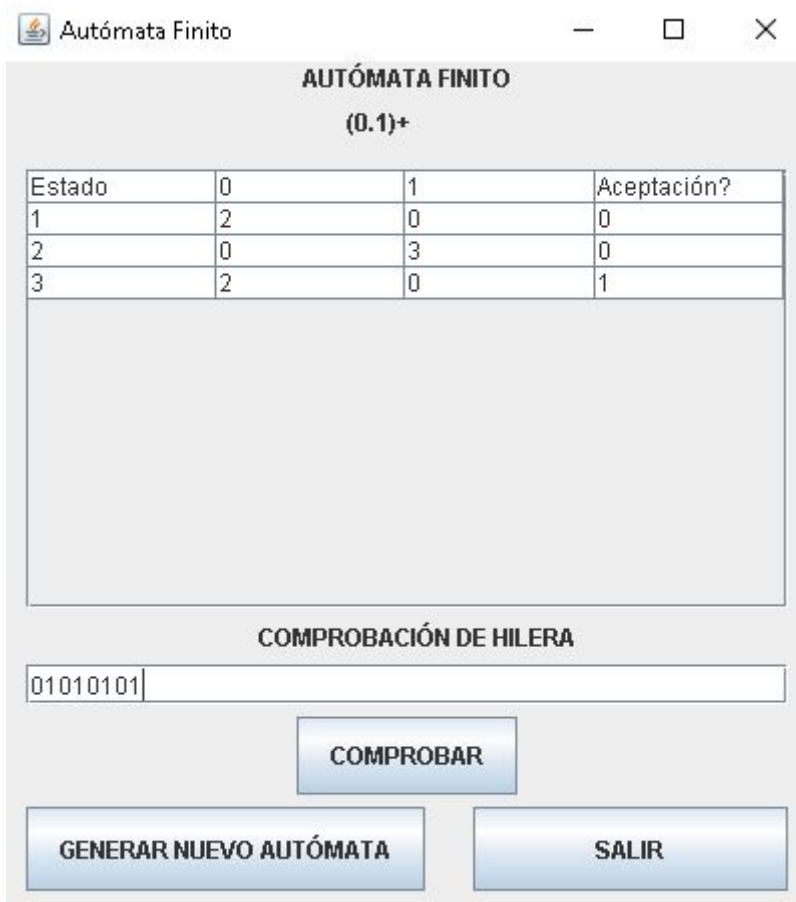 Autómata Finito
AUTÓMATA FINITO
(0.1)+
Estado 0 1 Aceptación?
1 2 0 0
2 0 3 0
3 2 0 1
COMPROBACIÓN DE HILERA
01010101
COMPROBAR
GENERAR NUEVO AUTÓMATA SALIR